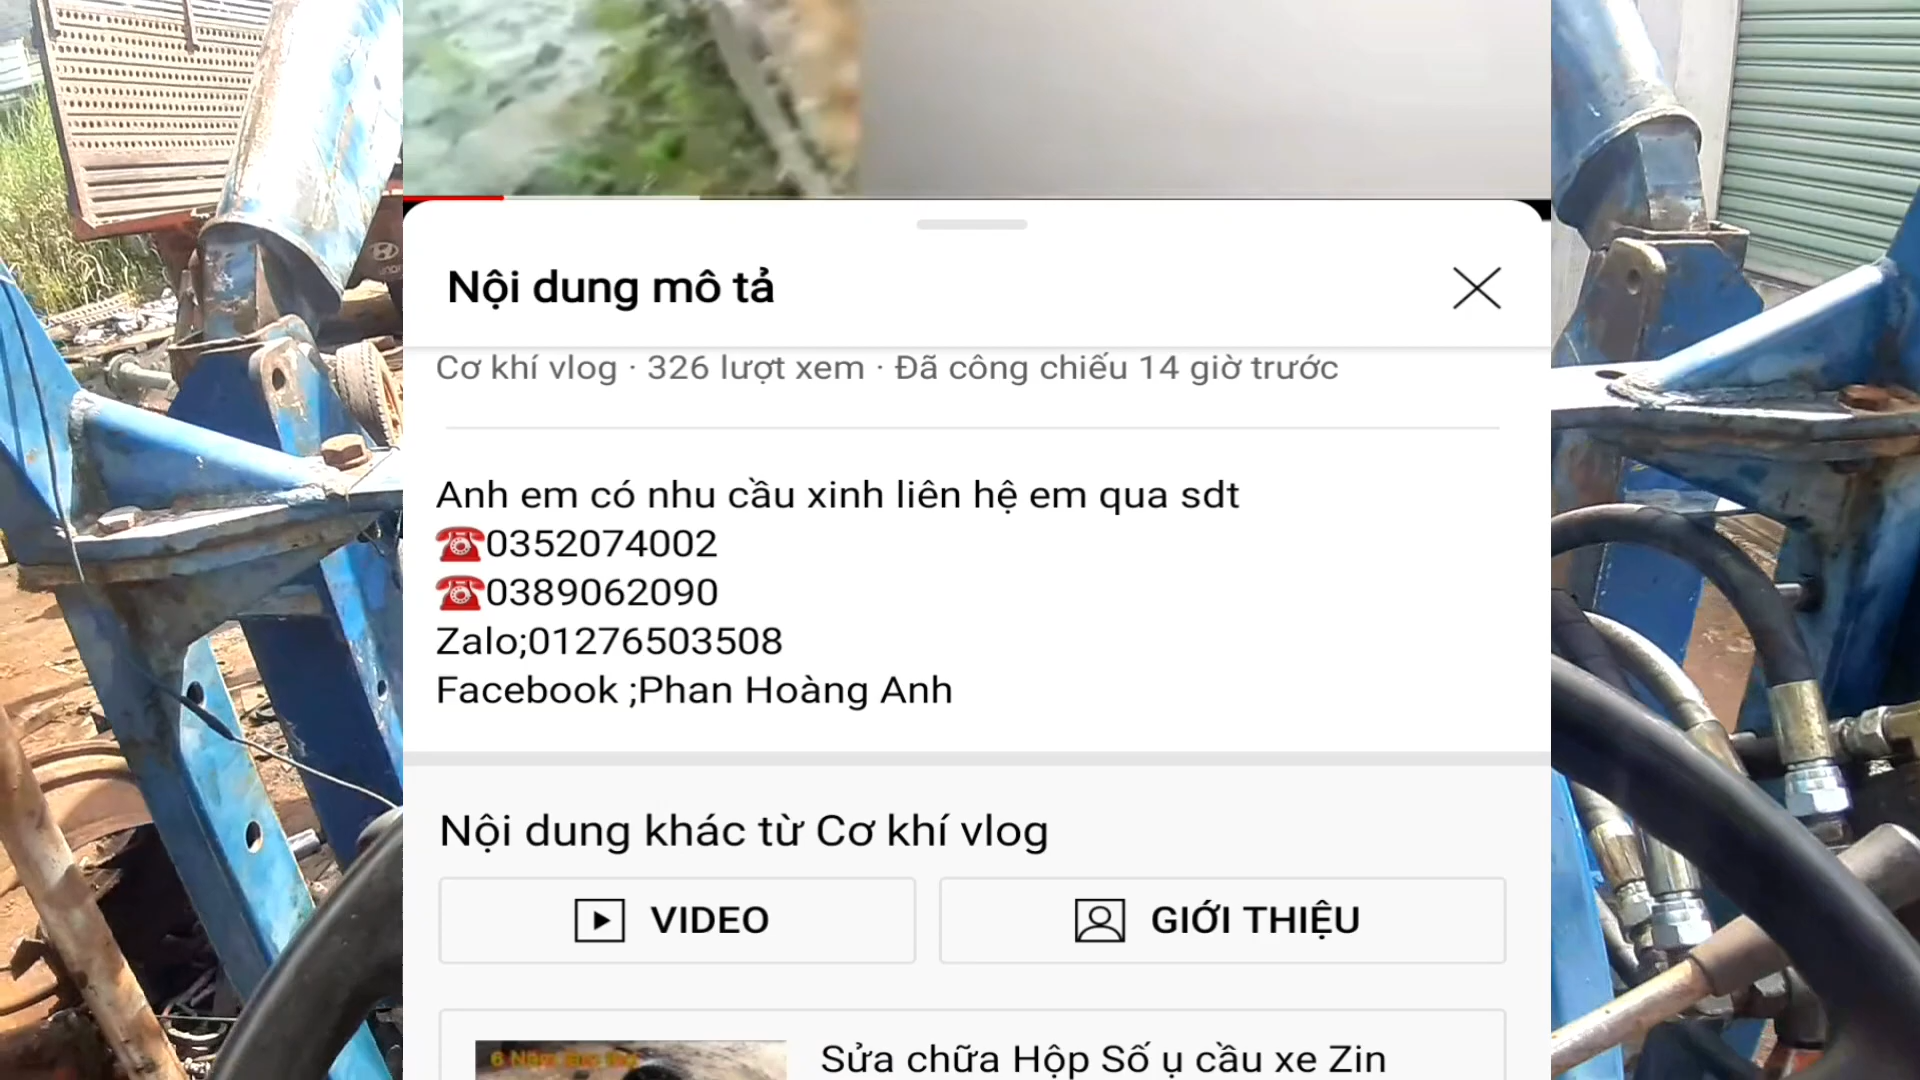 Nội dung mô tả
Cơ khí vlog · 326 lượt xem · Đã công chiếu 14 giờ trước
Anh em có nhu cầu xinh liên hệ em qua sdt
☎️0352074002
☎️0389062090
Zalo;01276503508
Facebook ;Phan Hoàng Anh
Nội dung khác từ Cơ khí vlog
VIDEO
GIỚI THIỆU
Sửa chữa Hộp Số ụ cầu xe Zin